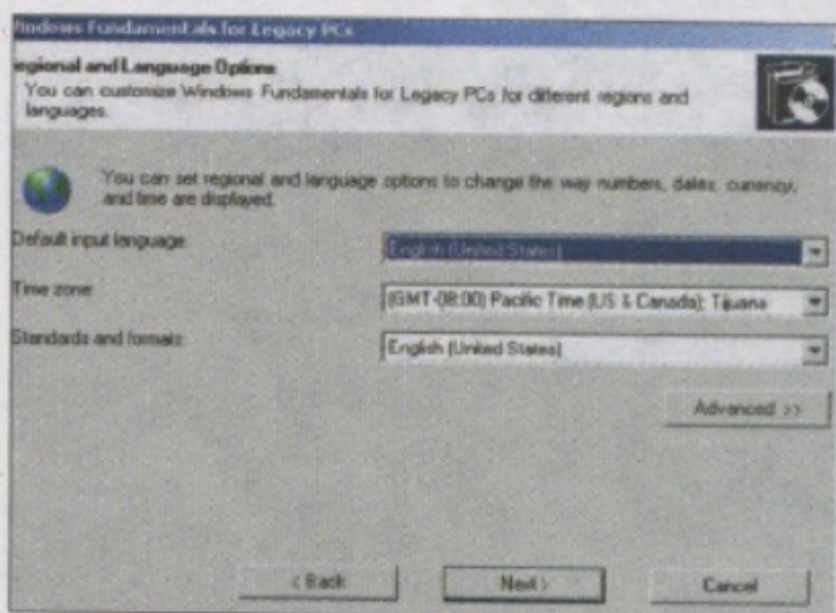 indows Fundamentals for Legacy PCs
egional and Language Options
You can customize Windows Fundamentals for Legacy PCs for different regions and
languages.
You can set regional and language options to change the way numbers, dates, currency,
and time are displayed.
Default input language:
English (United States)
Time zone:
(GMT-08:00) Pacific Time (US & Canada); Tijuana
Standards and formats:
English (United States)
Advanced >>
< Back
Next >
Cancel